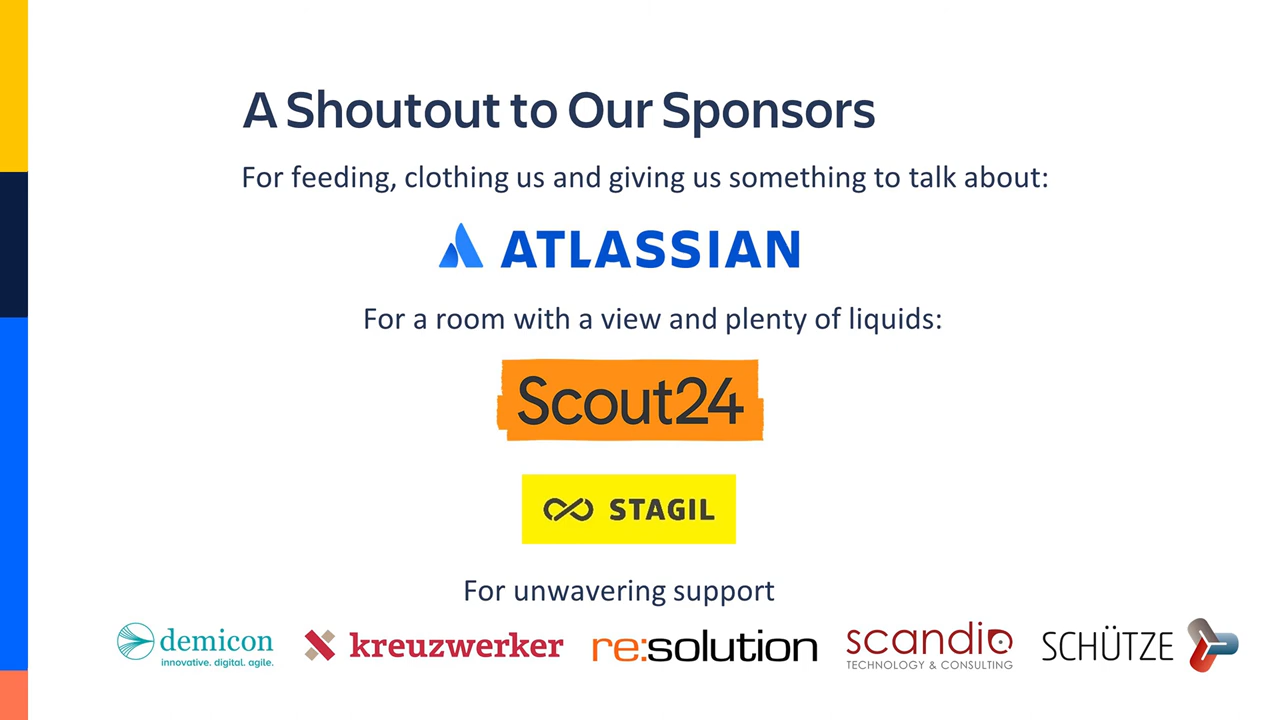 A Shoutout to Our Sponsors
For feeding, clothing us and giving us something to talk about:
ATLASSIAN
For a room with a view and plenty of liquids:
Scout24
STAGIL
For unwavering support
demicon
innovative. digital. agile.
kreuzwerker
re:solution
scandio
TECHNOLOGY & CONSULTING
SCHÜTZE